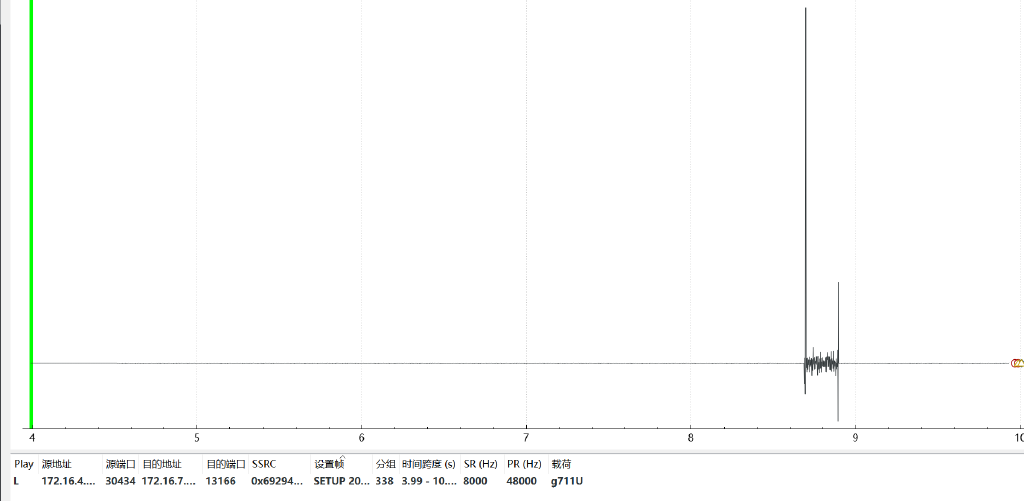 4 5 6 7 8 9 10
Play 源地址 源端口 目的地址 目的端口 SSRC 设置帧 分组 时间跨度 (s) SR (Hz) PR (Hz) 载荷
L 172.16.4.... 30434 172.16.7.... 13166 0x69294... SETUP 20... 338 3.99 - 10.... 8000 48000 g711U